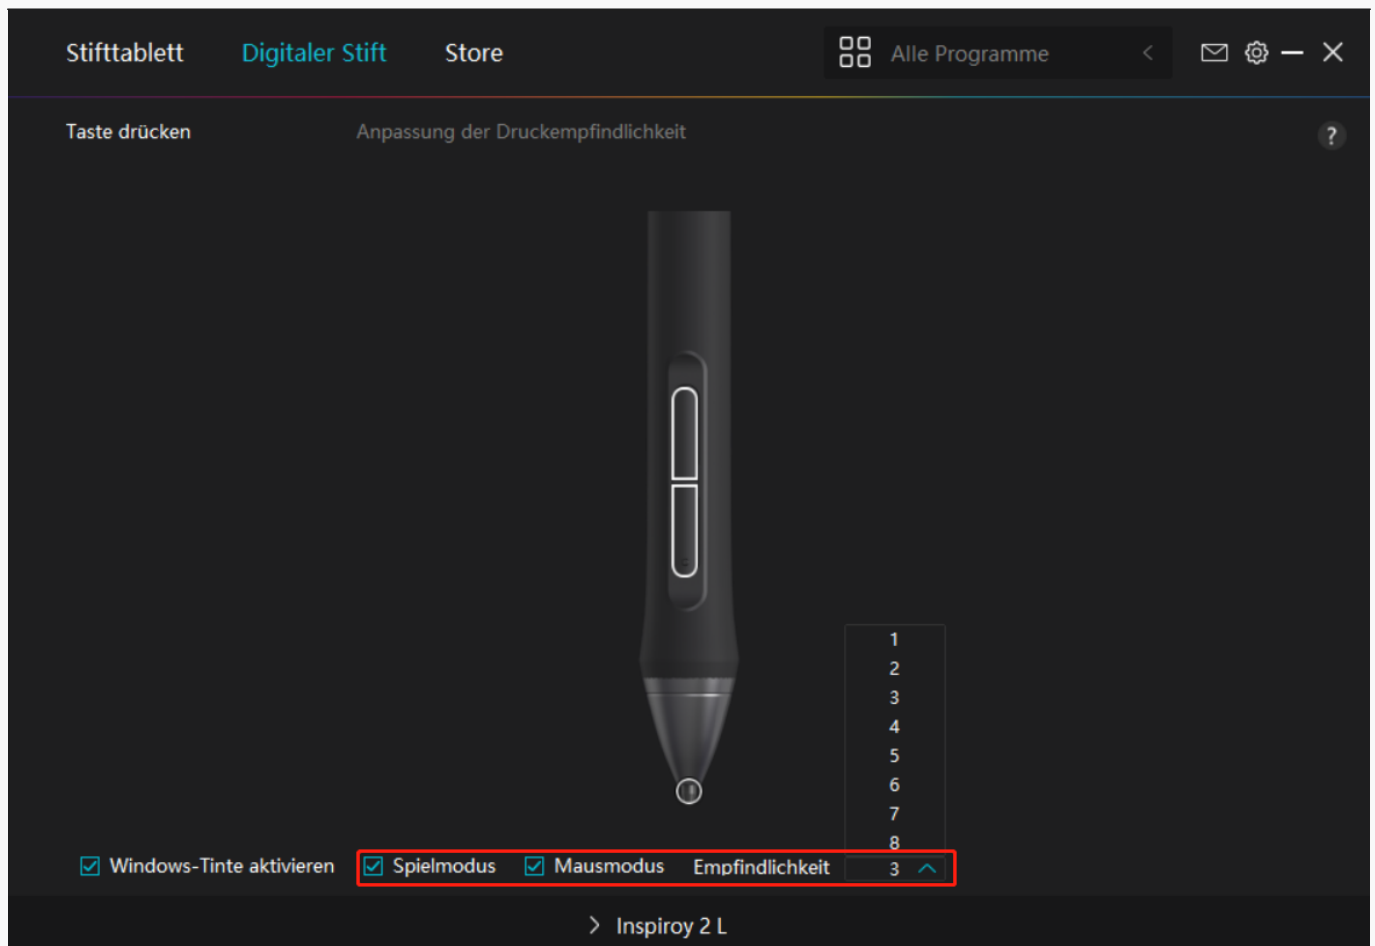 Stifttablett Digitaler Stift Store Alle Programme
Taste drücken Anpassung der Druckempfindlichkeit ?
1
2
3
4
5
6
7
8
Windows-Tinte aktivieren Spielmodus Mausmodus Empfindlichkeit 3
Inspiroy 2 L